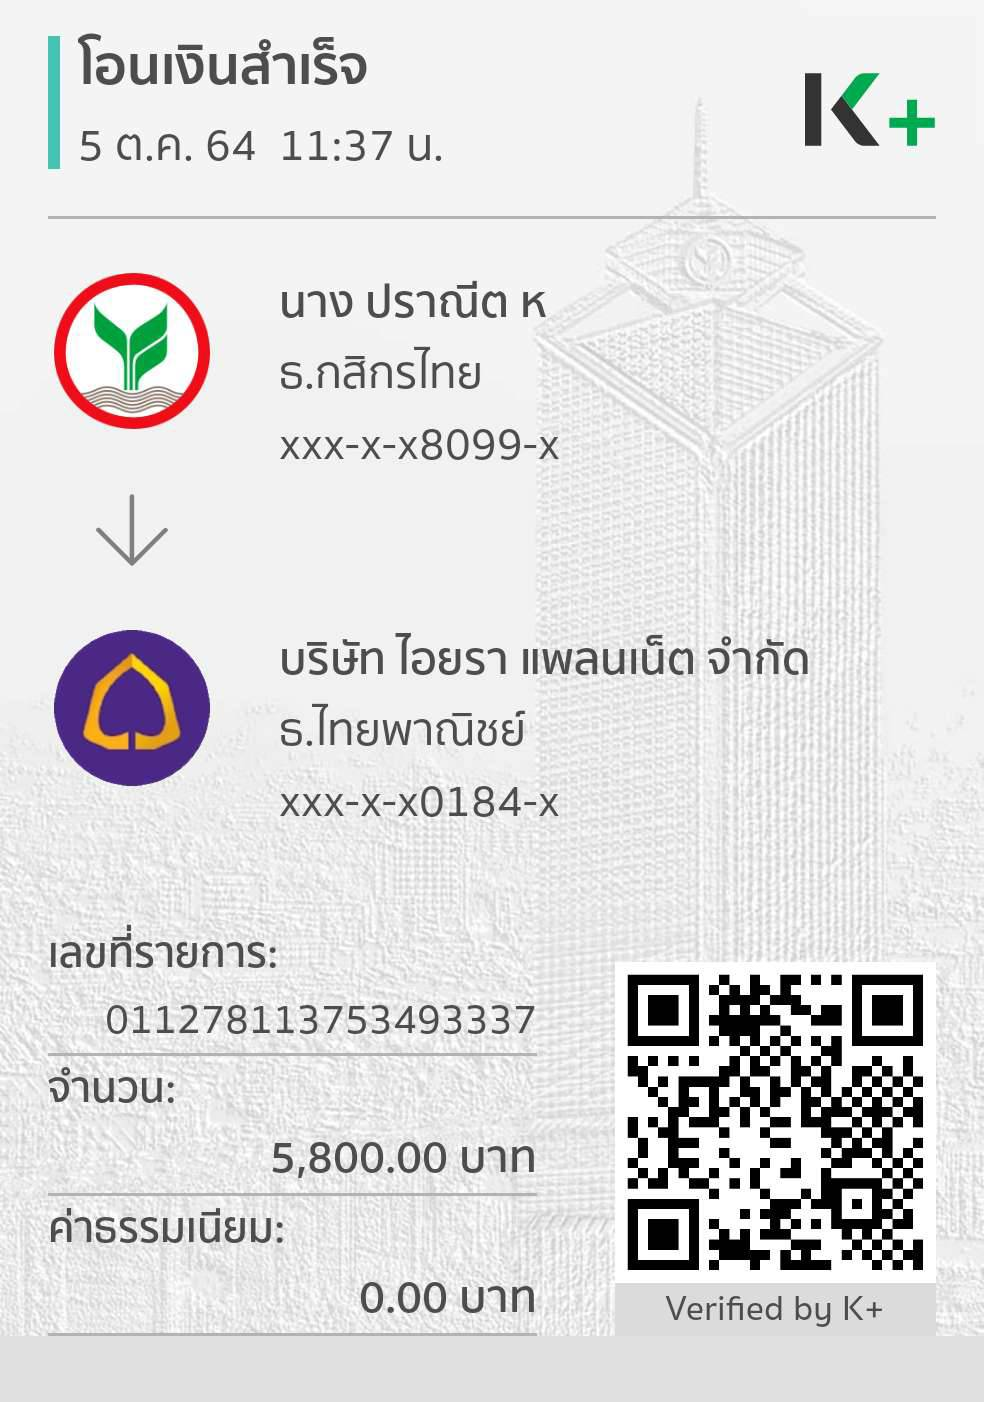 โอนเงินสำเร็จ
5 ต.ค. 64  11:37 น.
K+
นาง ปราณีต ห
ธ.กสิกรไทย
xxx-x-x8099-x
บริษัท ไอยรา แพลนเน็ต จำกัด
ธ.ไทยพาณิชย์
xxx-x-x0184-x
เลขที่รายการ:
011278113753493337
จำนวน:
5,800.00 บาท
ค่าธรรมเนียม:
0.00 บาท
Verified by K+